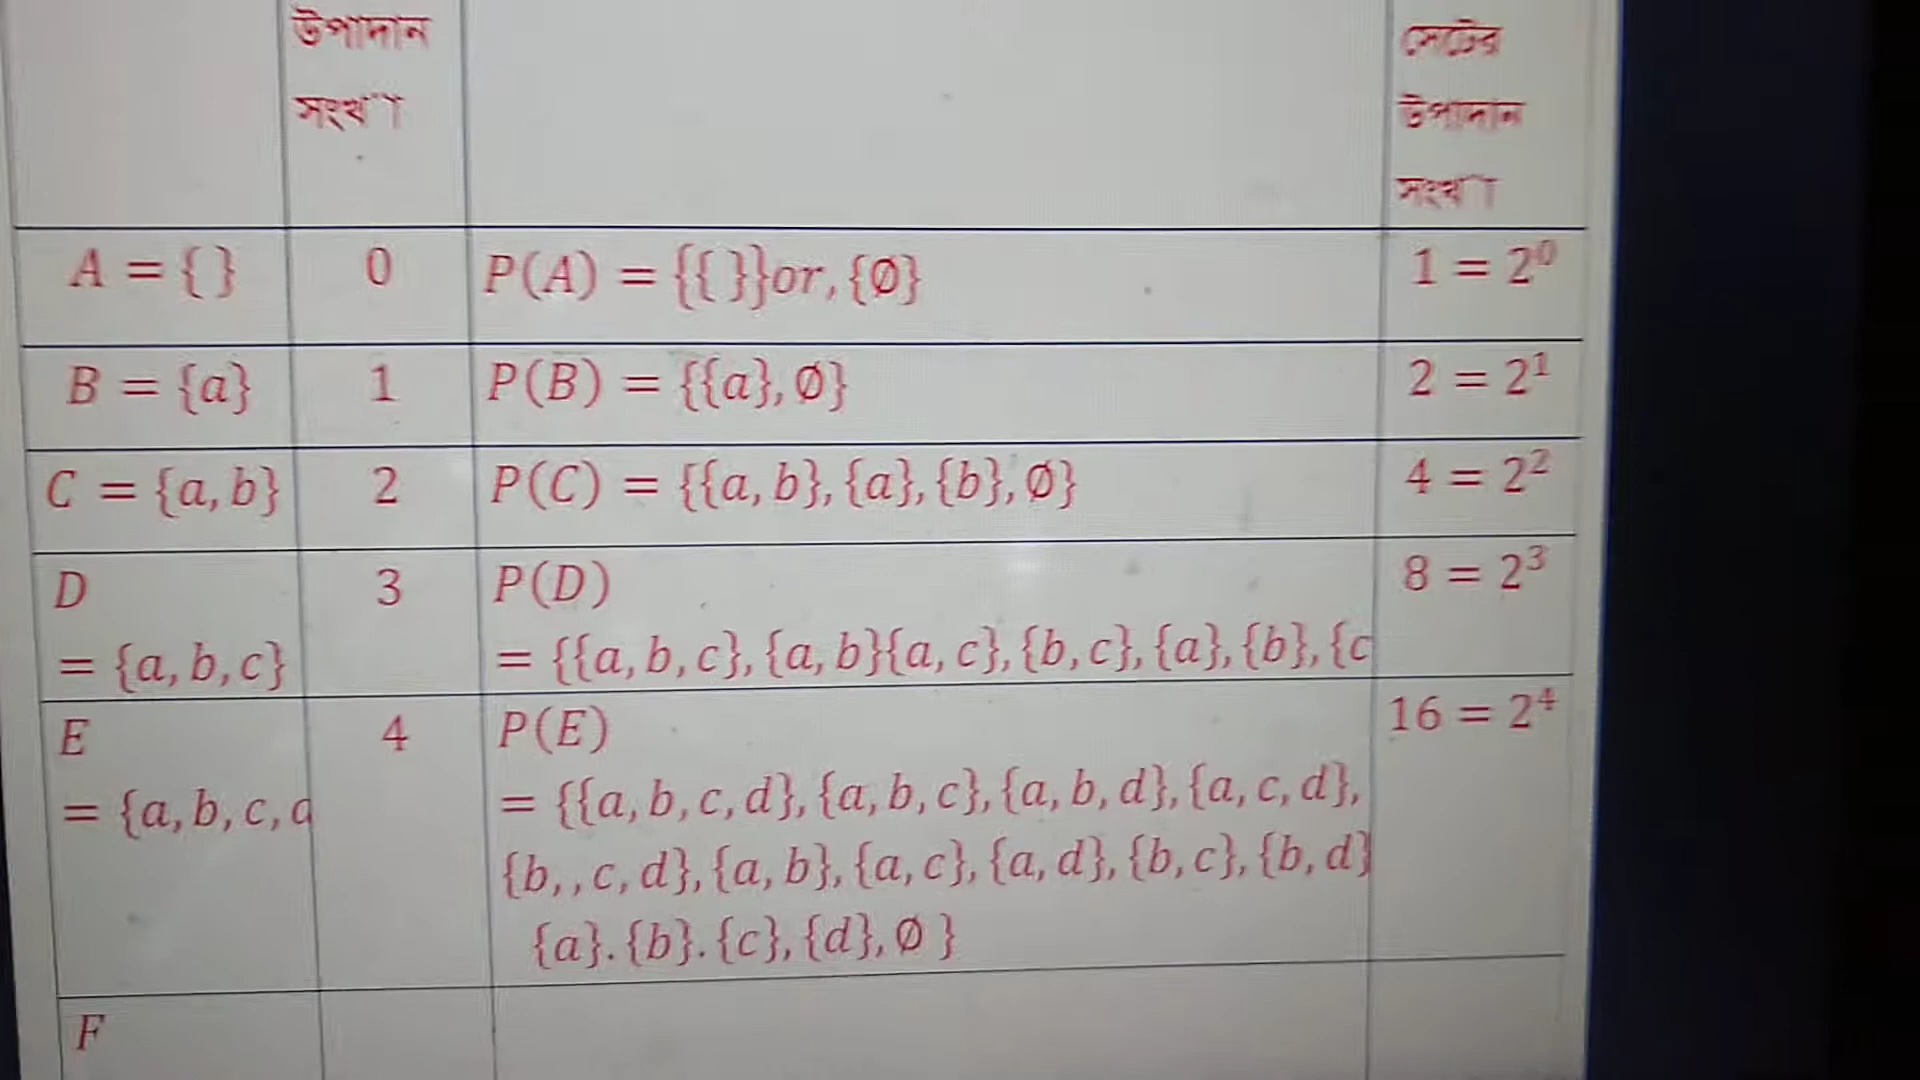 উপাদান
সংখ্যা
সেটের
উপাদান
সংখ্যা
A = { } 0 P(A) = {{ }}or, {∅} 1 = 2⁰
B = {a} 1 P(B) = {{a}, ∅} 2 = 2¹
C = {a, b} 2 P(C) = {{a, b}, {a}, {b}, ∅} 4 = 2²
D 3 P(D) 8 = 2³
= {a, b, c} = {{a, b, c}, {a, b}{a, c}, {b, c}, {a}, {b}, {c
E 4 P(E) 16 = 2⁴
= {a, b, c, = {{a, b, c, d}, {a, b, c}, {a, b, d}, {a, c, d},
{b, , c, d}, {a, b}, {a, c}, {a, d}, {b, c}, {b, d}
{a}. {b}. {c}, {d}, ∅ }
F